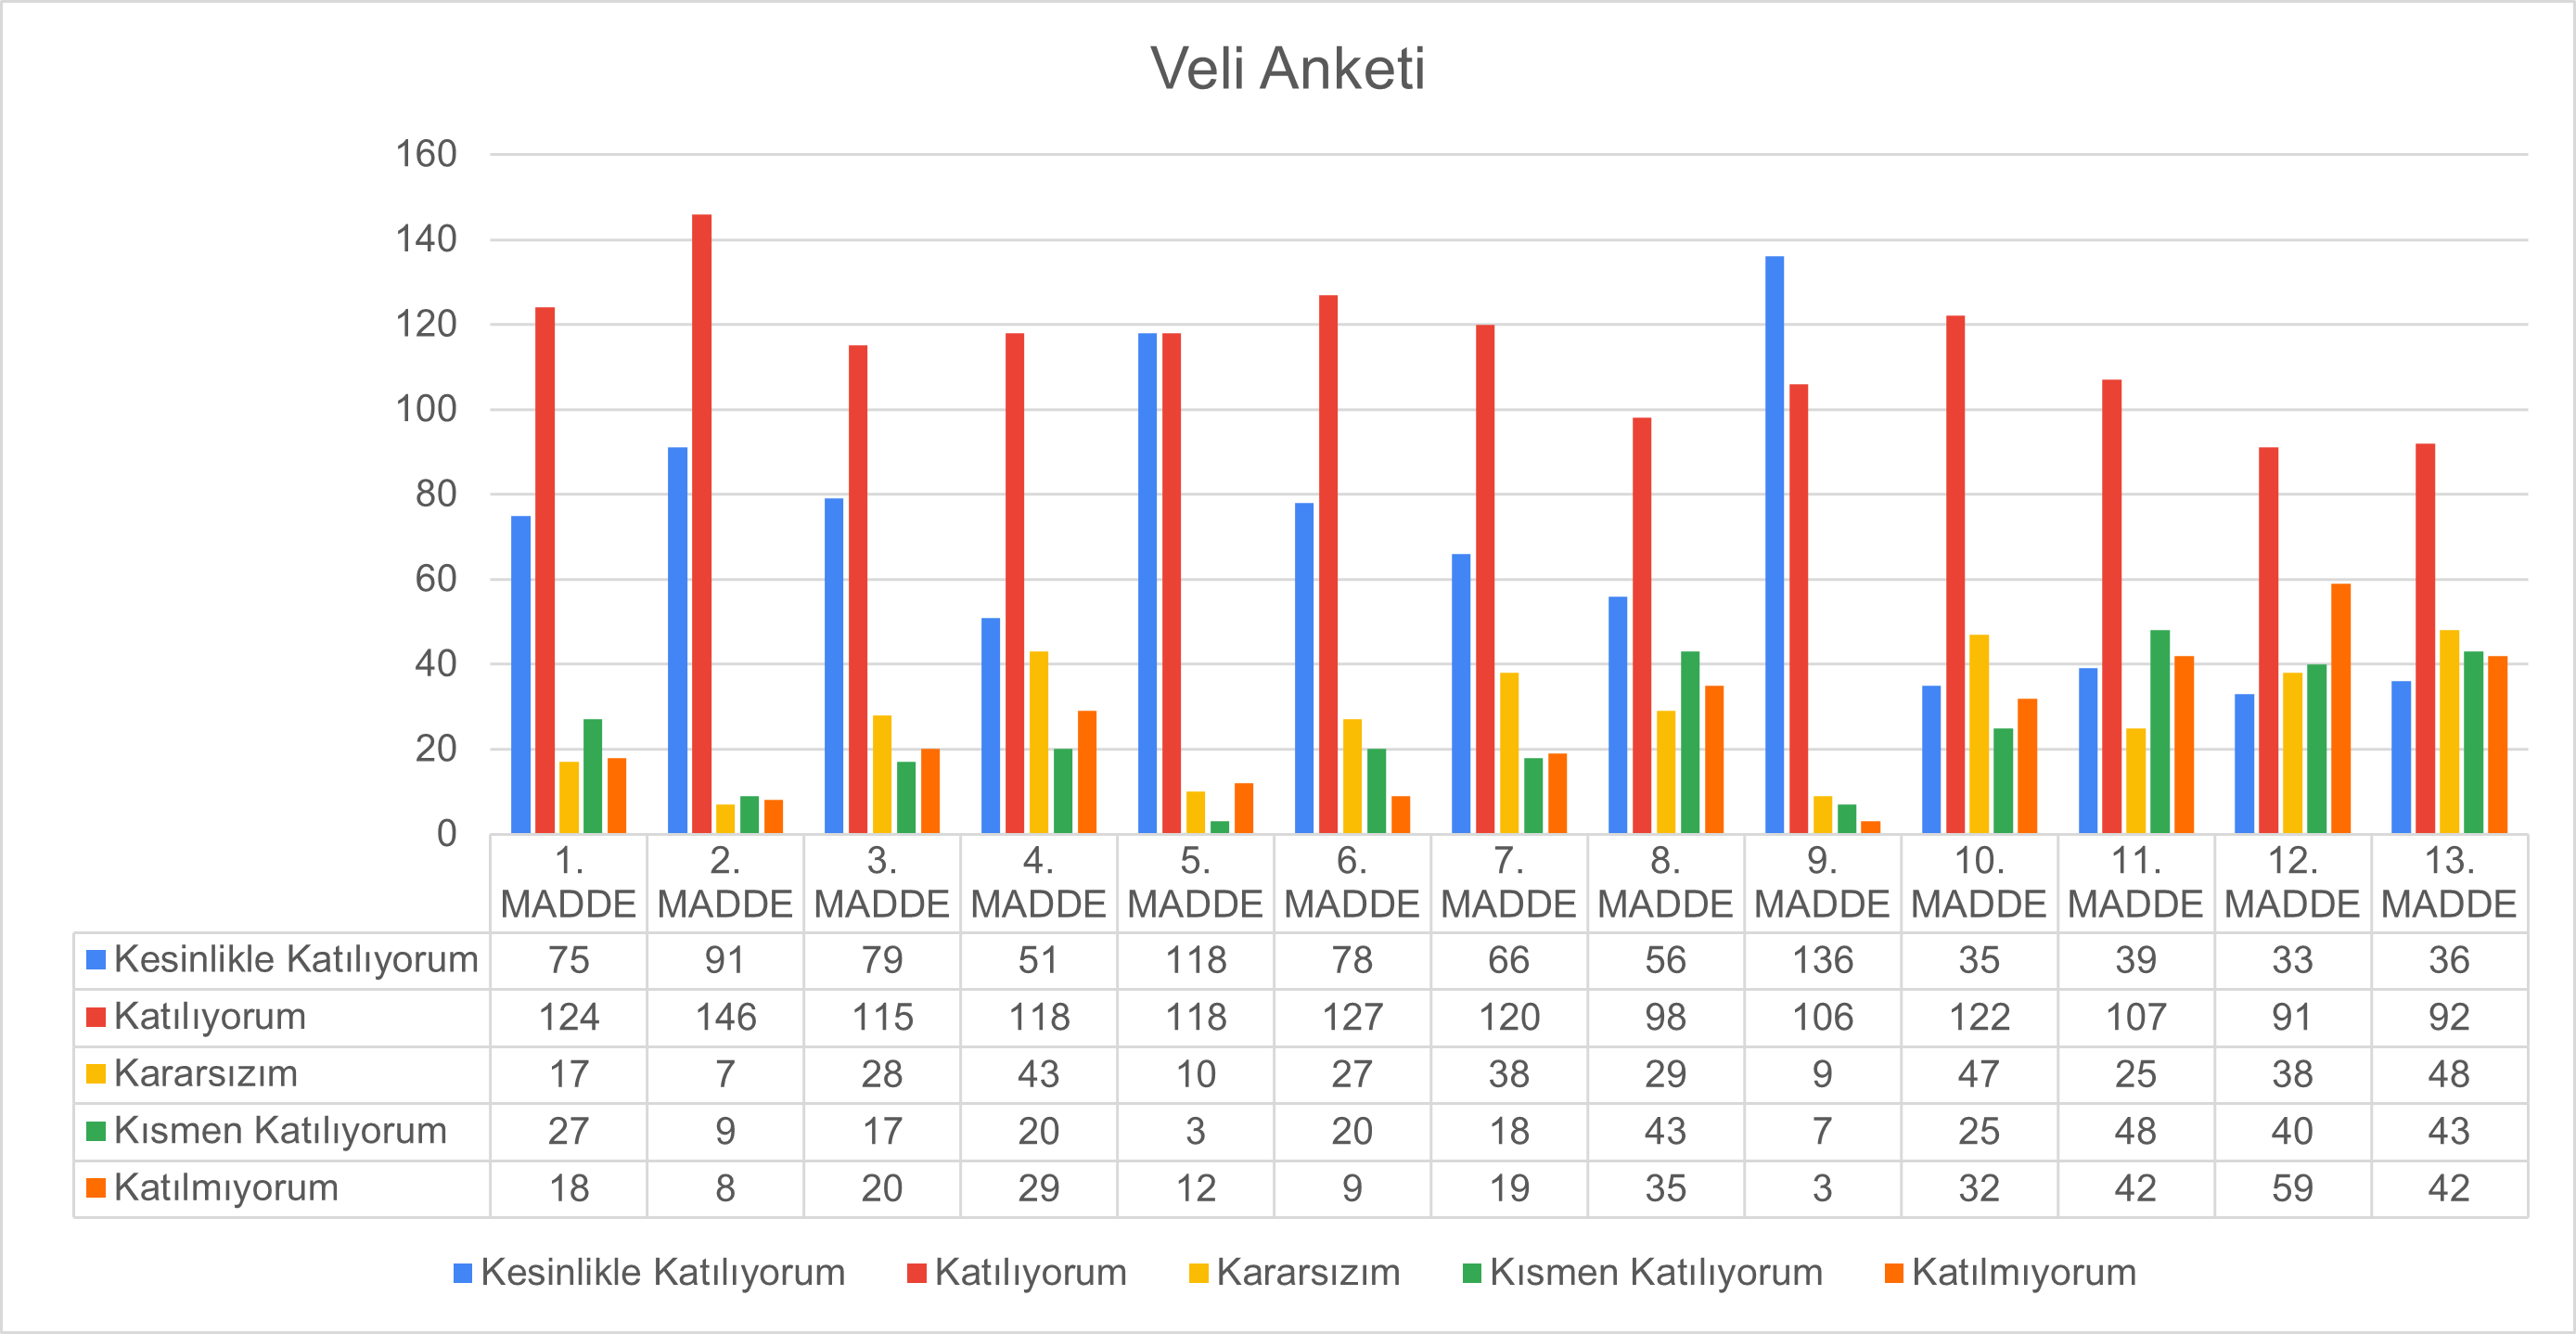 Veli Anketi
160
140
120
100
80
60
40
20
0
1. MADDE 2. MADDE 3. MADDE 4. MADDE 5. MADDE 6. MADDE 7. MADDE 8. MADDE 9. MADDE 10. MADDE 11. MADDE 12. MADDE 13. MADDE
Kesinlikle Katılıyorum 75 91 79 51 118 78 66 56 136 35 39 33 36
Katılıyorum 124 146 115 118 118 127 120 98 106 122 107 91 92
Kararsızım 17 7 28 43 10 27 38 29 9 47 25 38 48
Kısmen Katılıyorum 27 9 17 20 3 20 18 43 7 25 48 40 43
Katılmıyorum 18 8 20 29 12 9 19 35 3 32 42 59 42
Kesinlikle Katılıyorum Katılıyorum Kararsızım Kısmen Katılıyorum Katılmıyorum